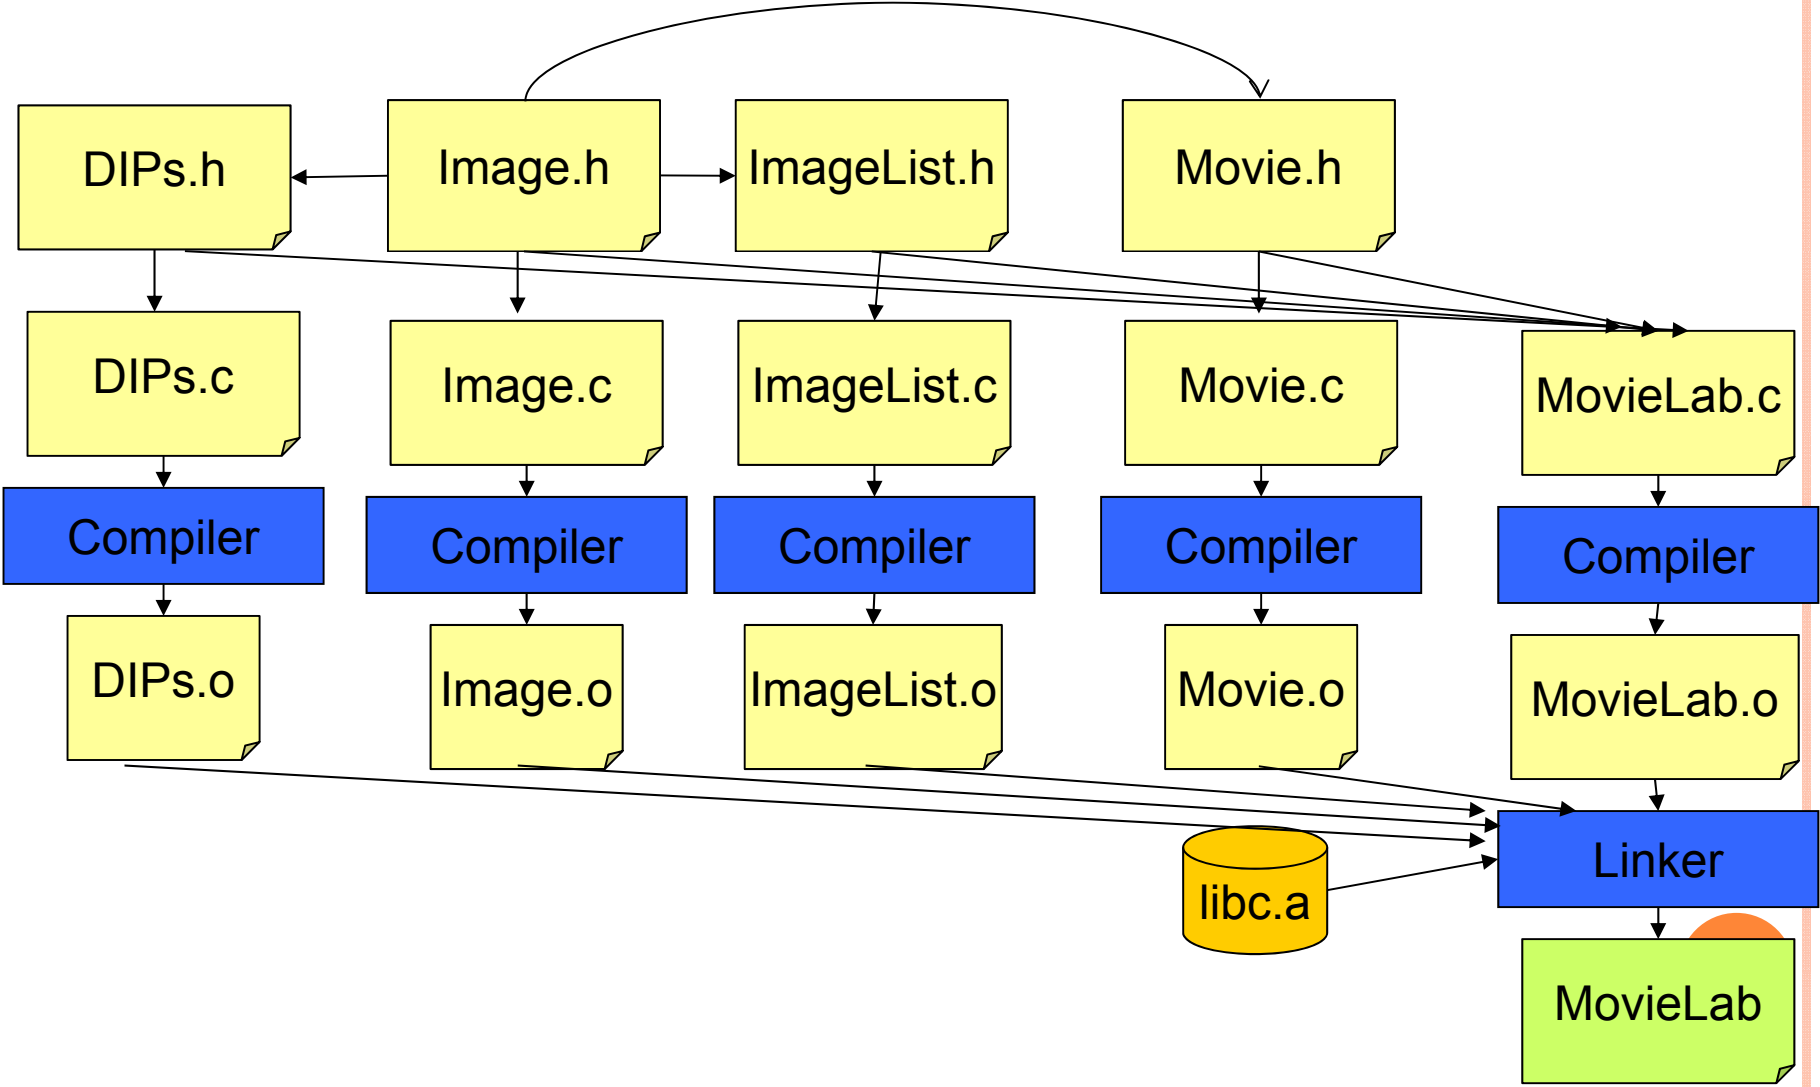 DIPs.h
Image.h
ImageList.h
Movie.h
DIPs.c
Image.c
ImageList.c
Movie.c
MovieLab.c
Compiler
Compiler
Compiler
Compiler
Compiler
DIPs.o
Image.o
ImageList.o
Movie.o
MovieLab.o
libc.a
Linker
MovieLab